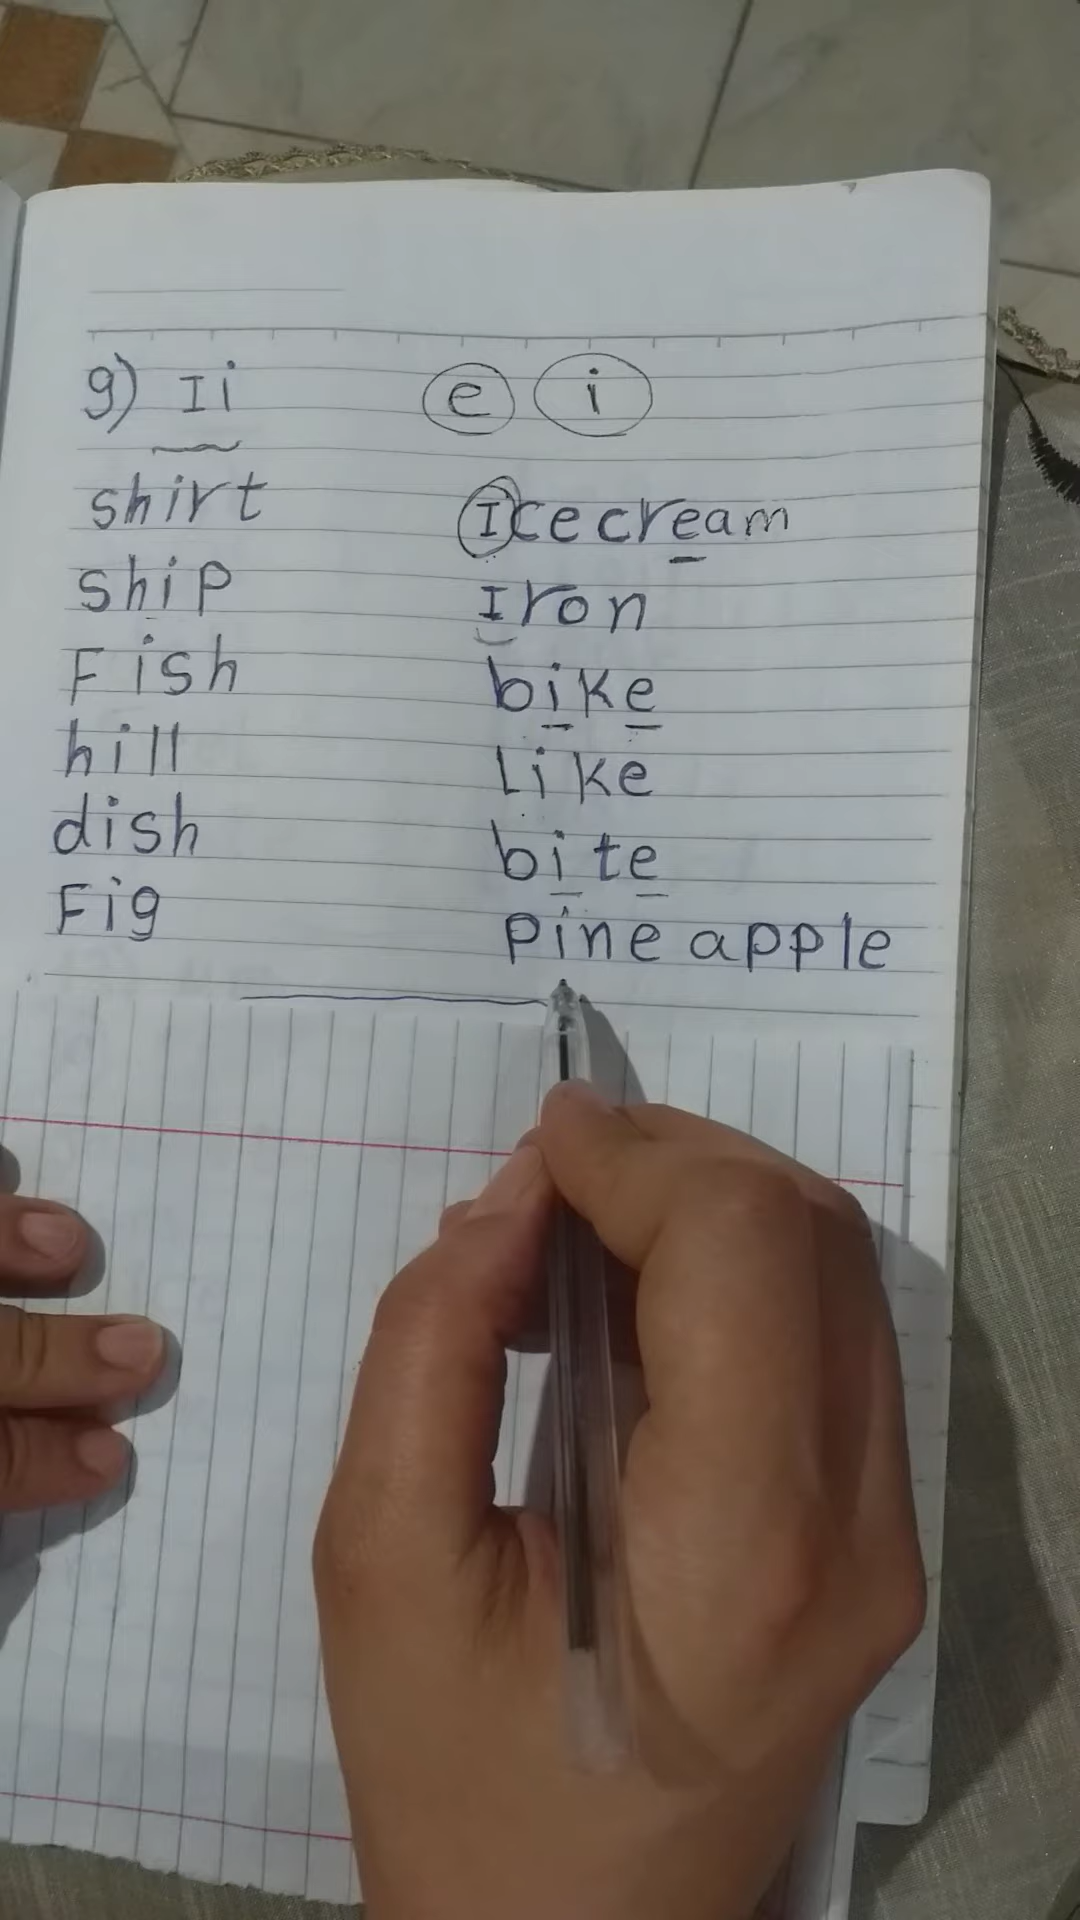 9) Ii e i
shirt Icecream
ship Iron
Fish bike
hill Like
dish bite
Fig pine apple